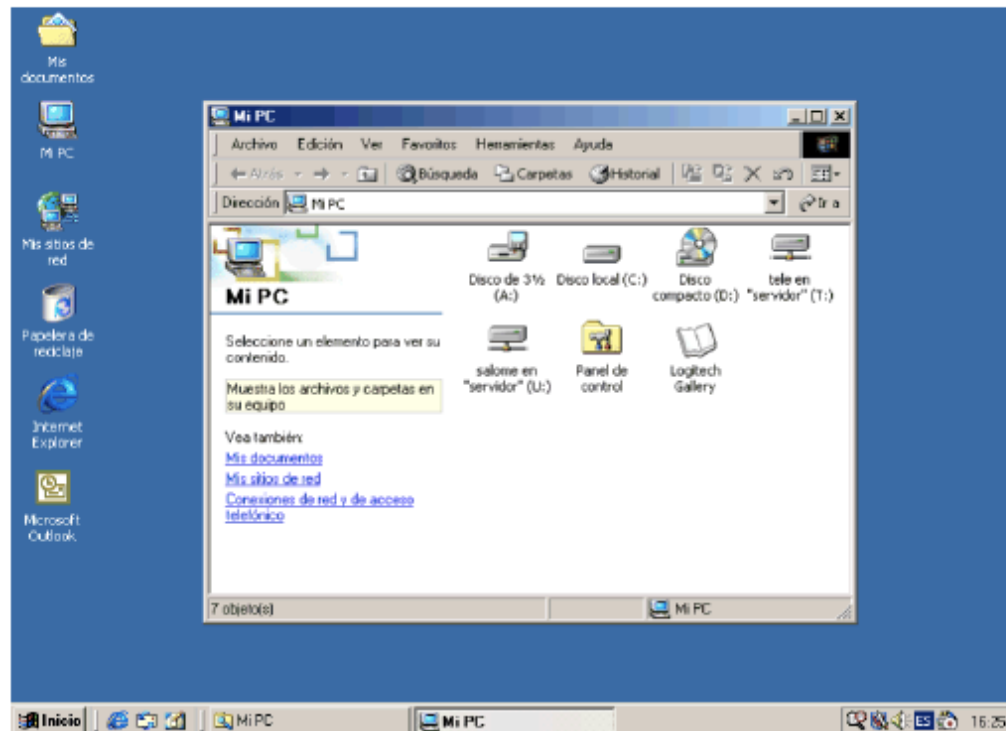 Mis
documentos
Mi PC
Mis sitios de
red
Papelera de
reciclaje
Internet
Explorer
Microsoft
Outlook
Mi PC
Archivo Edición Ver Favoritos Herramientas Ayuda
Atrás Búsqueda Carpetas Historial
Dirección Mi PC Ir a
Mi PC
Seleccione un elemento para ver su
contenido.
Muestra los archivos y carpetas en
su equipo
Vea también:
Mis documentos
Mis sitios de red
Conexiones de red y de acceso
telefónico
Disco de 3½
(A:)
Disco local (C:)
Disco
compacto (D:)
tele en
"servidor" (T:)
salome en
"servidor" (U:)
Panel de
control
Logitech
Gallery
7 objeto(s) Mi PC
Inicio Mi PC Mi PC ES 16:25